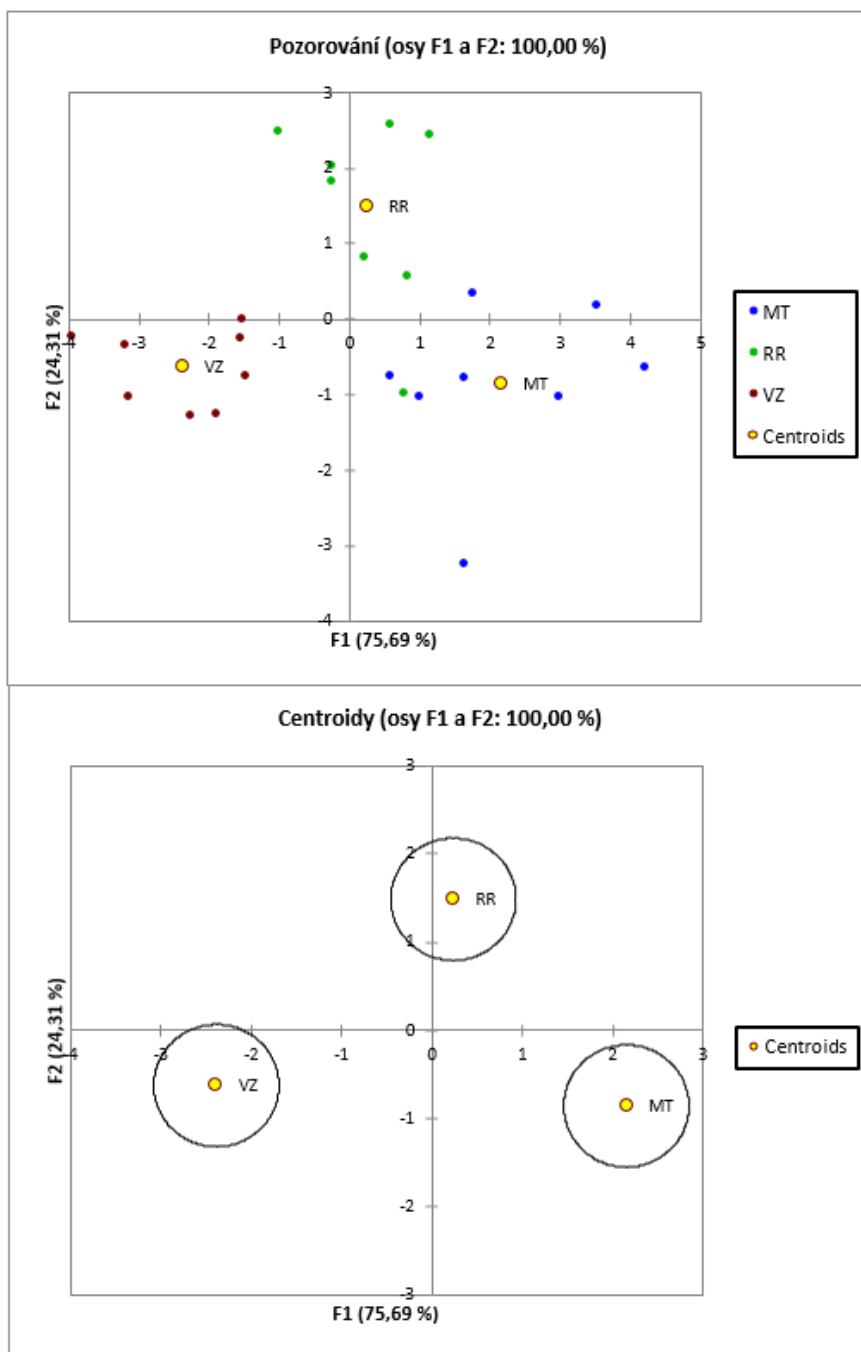 Pozorování (osy F1 a F2: 100,00 %)
3
2
1
0
-1
-2
-3
-4
-4
-3
-2
-1
0
1
2
3
4
5
RR
VZ
MT
F2 (24,31 %)
F1 (75,69 %)
MT
RR
VZ
Centroids
Centroidy (osy F1 a F2: 100,00 %)
3
2
1
0
-1
-2
-3
-4
-3
-2
-1
0
1
2
3
RR
VZ
MT
F2 (24,31 %)
F1 (75,69 %)
Centroids